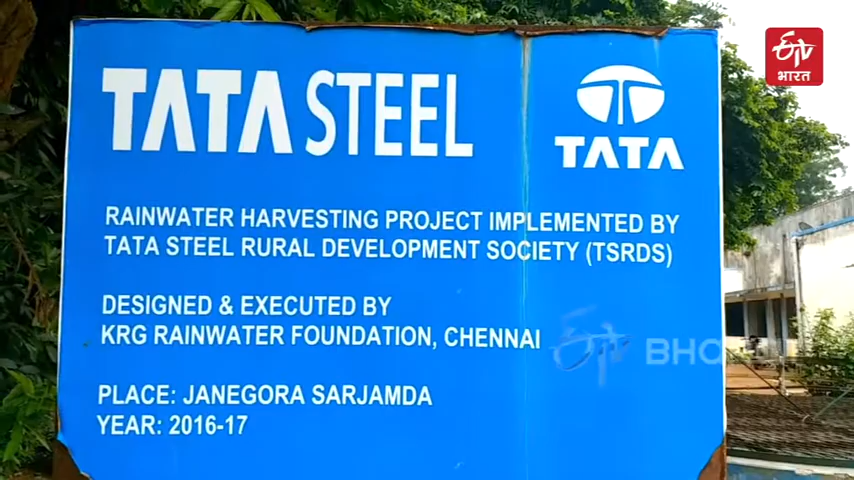 TATA STEEL
TATA
ETV
भारत
RAINWATER HARVESTING PROJECT IMPLEMENTED BY
TATA STEEL RURAL DEVELOPMENT SOCIETY (TSRDS)
DESIGNED & EXECUTED BY
KRG RAINWATER FOUNDATION, CHENNAI
PLACE: JANEGORA SARJAMDA
YEAR: 2016-17